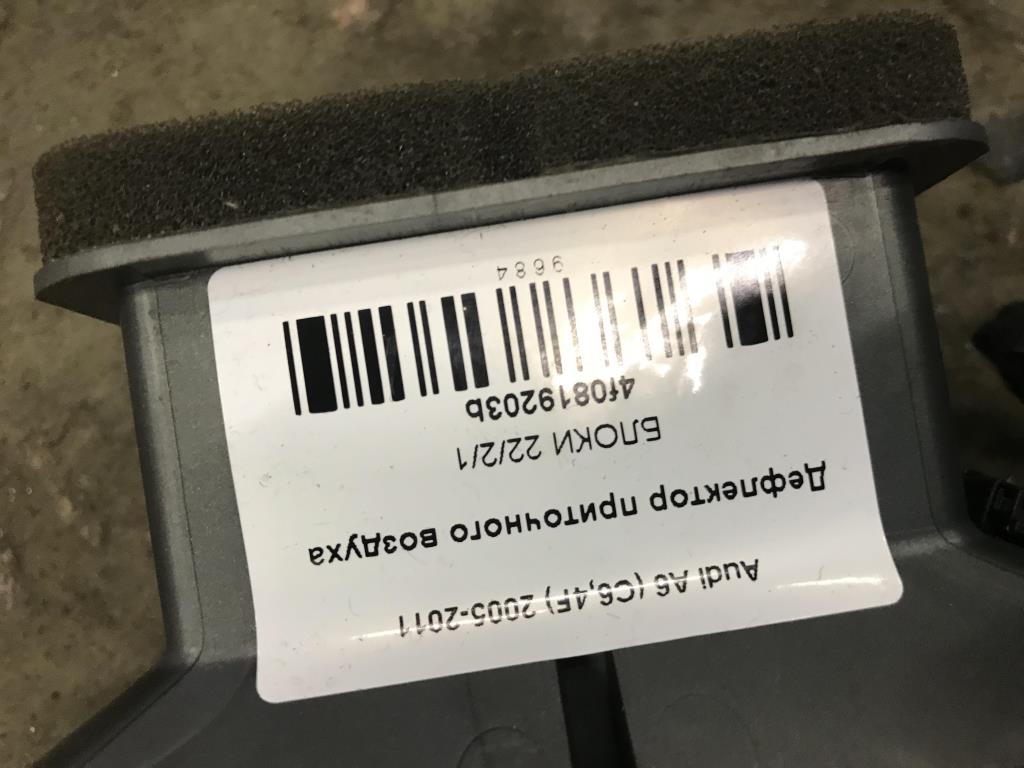 Audi A6 (C6,4F) 2005-2011
Дефлектор приточного воздуха
БЛОКИ 22/2/1
4f0819203b
9684